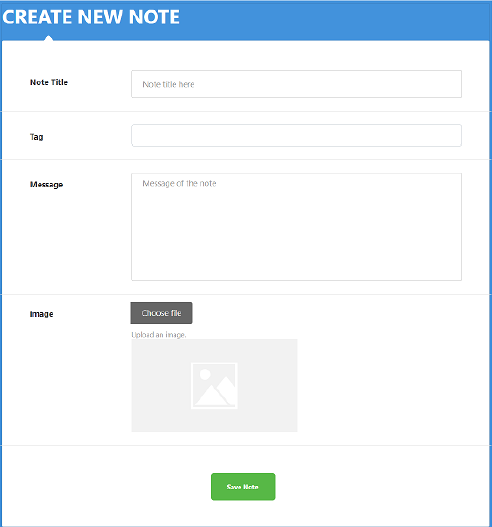 CREATE NEW NOTE
Note Title
Note title here
Tag
Message
Message of the note
Image
Choose file
Upload an image.
Save Note